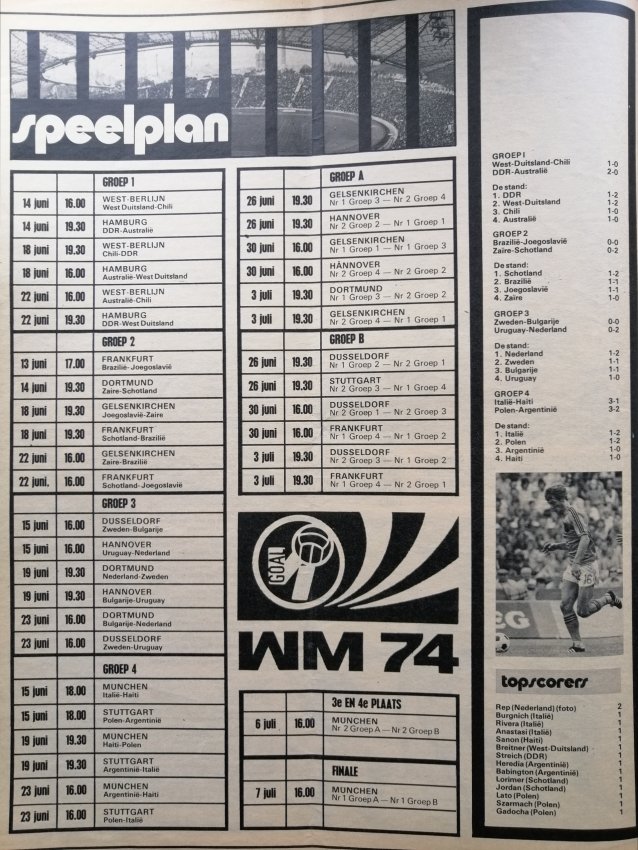 speelplan
GROEP 1
14 juni 16.00 WEST-BERLIJN
West Duitsland-Chili
14 juni 19.30 HAMBURG
DDR-Australië
18 juni 19.30 WEST-BERLIJN
Chili-DDR
18 juni 16.00 HAMBURG
Australië-West Duitsland
22 juni 16.00 WEST-BERLIJN
Australië-Chili
22 juni 19.30 HAMBURG
DDR-West Duitsland
GROEP 2
13 juni 17.00 FRANKFURT
Brazilië-Joegoslavië
14 juni 19.30 DORTMUND
Zaire-Schotland
18 juni 19.30 GELSENKIRCHEN
Joegoslavië-Zaire
18 juni 19.30 FRANKFURT
Schotland-Brazilië
22 juni 16.00 GELSENKIRCHEN
Zaire-Brazilië
22 juni. 16.00 FRANKFURT
Schotland-Joegoslavië
GROEP 3
15 juni 16.00 DUSSELDORF
Zweden-Bulgarije
15 juni 16.00 HANNOVER
Uruguay-Nederland
19 juni 19.30 DORTMUND
Nederland-Zweden
19 juni 19.30 HANNOVER
Bulgarije-Uruguay
23 juni 16.00 DORTMUND
Bulgarije-Nederland
23 juni 16.00 DUSSELDORF
Zweden-Uruguay
GROEP 4
15 juni 18.00 MUNCHEN
Italië-Haiti
15 juni 18.00 STUTTGART
Polen-Argentinië
19 juni 19.30 MUNCHEN
Haiti-Polen
19 juni 19.30 STUTTGART
Argentinië-Italië
23 juni 16.00 MUNCHEN
Argentinië-Haiti
23 juni 16.00 STUTTGART
Polen-Italië
GROEP A
26 juni 19.30 GELSENKIRCHEN
Nr 1 Groep 3 — Nr 2 Groep 4
26 juni 19.30 HANNOVER
Nr 2 Groep 2 — Nr 1 Groep 1
30 juni 16.00 GELSENKIRCHEN
Nr 1 Groep 1 — Nr 1 Groep 3
30 juni 16.00 HANNOVER
Nr 2 Groep 4 — Nr 2 Groep 2
3 juli 19.30 DORTMUND
Nr 1 Groep 3 — Nr 2 Groep 2
3 juli 19.30 GELSENKIRCHEN
Nr 2 Groep 4 — Nr 1 Groep 1
GROEP B
26 juni 19.30 DUSSELDORF
Nr 1 Groep 2 — Nr 2 Groep 1
26 juni 19.30 STUTTGART
Nr 2 Groep 3 — Nr 1 Groep 4
30 juni 16.00 DUSSELDORF
Nr 2 Groep 1 — Nr 2 Groep 3
30 juni 16.00 FRANKFURT
Nr 1 Groep 4 — Nr 1 Groep 2
3 juli 19.30 DUSSELDORF
Nr 2 Groep 3 — Nr 1 Groep 2
3 juli 19.30 FRANKFURT
Nr 1 Groep 4 — Nr 2 Groep 1
GOAL
WM 74
3e EN 4e PLAATS
6 juli 16.00 MUNCHEN
Nr 2 Groep A — Nr 2 Groep B
FINALE
7 juli 16.00 MUNCHEN
Nr 1 Groep A — Nr 1 Groep B
GROEP I
West-Duitsland-Chili 1-0
DDR-Australië 2-0
De stand:
1. DDR 1-2
2. West-Duitsland 1-2
3. Chili 1-0
4. Australië 1-0
GROEP 2
Brazilië-Joegoslavië 0-0
Zaire-Schotland 0-2
De stand:
1. Schotland 1-2
2. Brazilië 1-1
3. Joegoslavië 1-1
4. Zaïre 1-0
GROEP 3
Zweden-Bulgarije 0-0
Uruguay-Nederland 0-2
De stand:
1. Nederland 1-2
2. Zweden 1-1
3. Bulgarije 1-1
4. Uruguay 1-0
GROEP 4
Italië-Haïti 3-1
Polen-Argentinië 3-2
De stand:
1. Italië 1-2
2. Polen 1-2
3. Argentinië 1-0
4. Haïti 1-0
16
EG
topscorers
Rep (Nederland) (foto) 2
Burgnich (Italië) 1
Rivera (Italië) 1
Anastasi (Italië) 1
Sanon (Haïti) 1
Breitner (West-Duitsland) 1
Streich (DDR) 1
Heredia (Argentinië) 1
Babington (Argentinië) 1
Lorimer (Schotland) 1
Jordan (Schotland) 1
Lato (Polen) 1
Szarmach (Polen) 1
Gadocha (Polen) 1